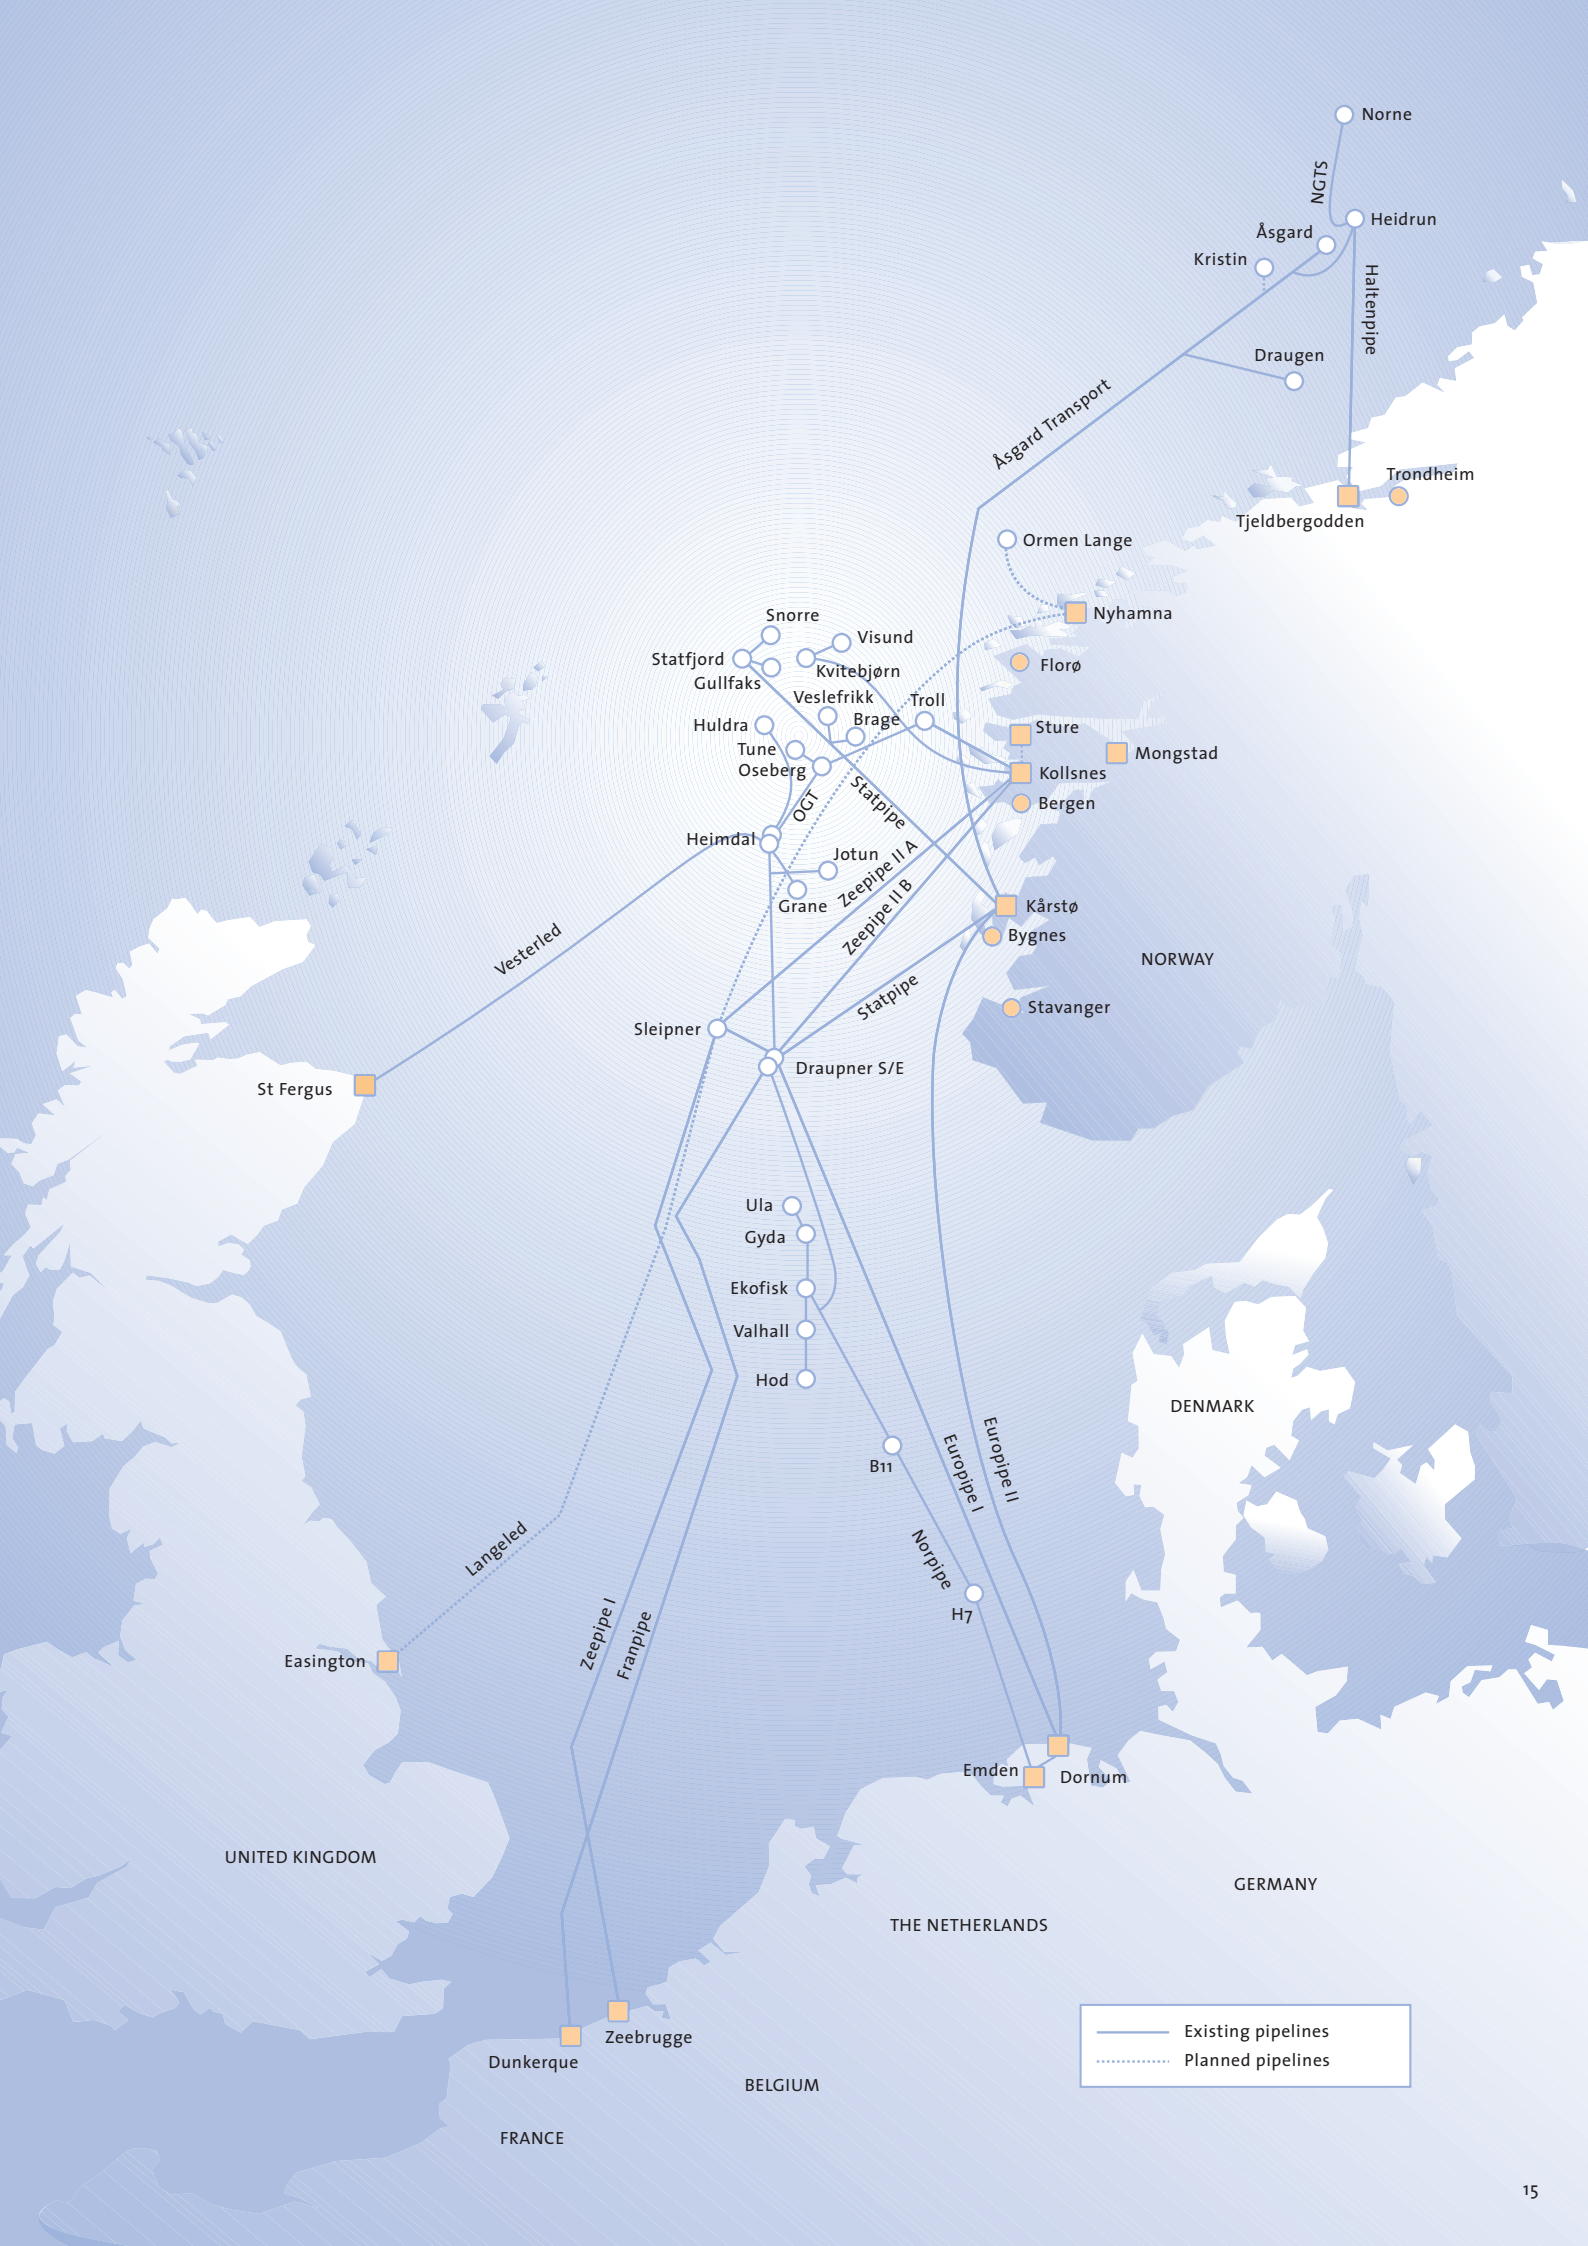 Norne
NGTS
Heidrun
Åsgard
Kristin
Haltenpipe
Draugen
Åsgard Transport
Trondheim
Tjeldbergodden
Ormen Lange
Nyhamna
Snorre
Visund
Statfjord
Kvitebjørn
Florø
Gullfaks
Veslefrikk
Troll
Huldra
Brage
Sture
Tune
Mongstad
Oseberg
Kollsnes
OGT
Statpipe
Bergen
Heimdal
Jotun
Zeepipe II A
Grane
Kårstø
Zeepipe II B
Bygnes
Vesterled
NORWAY
Statpipe
Stavanger
Sleipner
Draupner S/E
St Fergus
Ula
Gyda
Ekofisk
Valhall
Hod
DENMARK
B11
Europipe I
Europipe II
Langeled
Norpipe
H7
Zeepipe I
Franpipe
Easington
Emden
Dornum
UNITED KINGDOM
GERMANY
THE NETHERLANDS
Zeebrugge
Dunkerque
Existing pipelines
Planned pipelines
BELGIUM
FRANCE
15